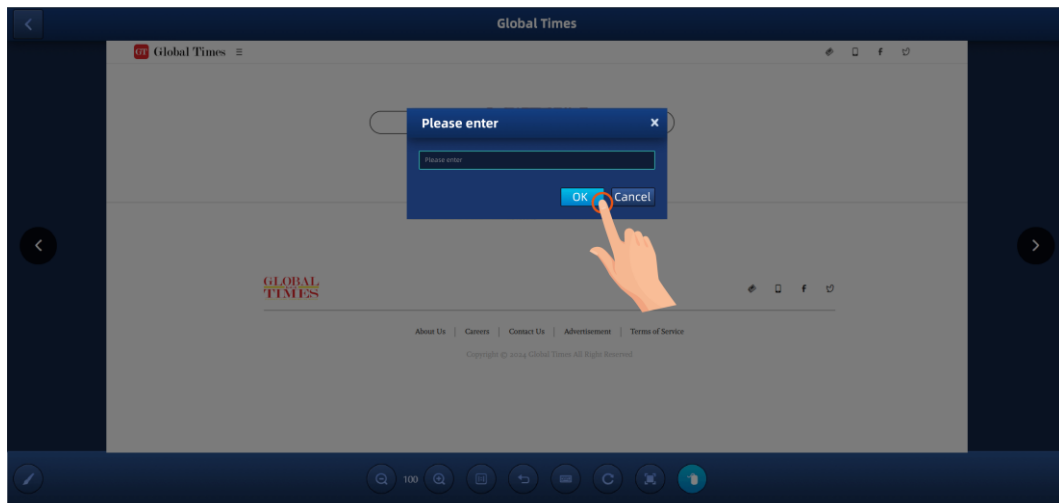 Global Times
GT Global Times
Please enter
Please enter
OK Cancel
GLOBAL
TIMES
About Us | Careers | Contact Us | Advertisement | Terms of Service
Copyright © 2024 Global Times All Right Reserved
100